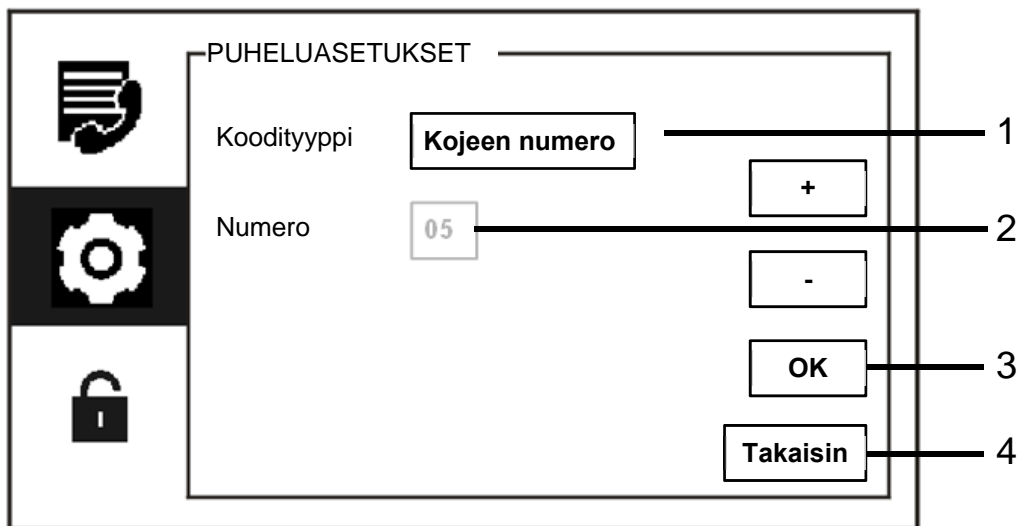 PUHELUASETUKSET
Koodityyppi Kojeen numero 1
+
Numero 05 2
-
OK 3
Takaisin 4